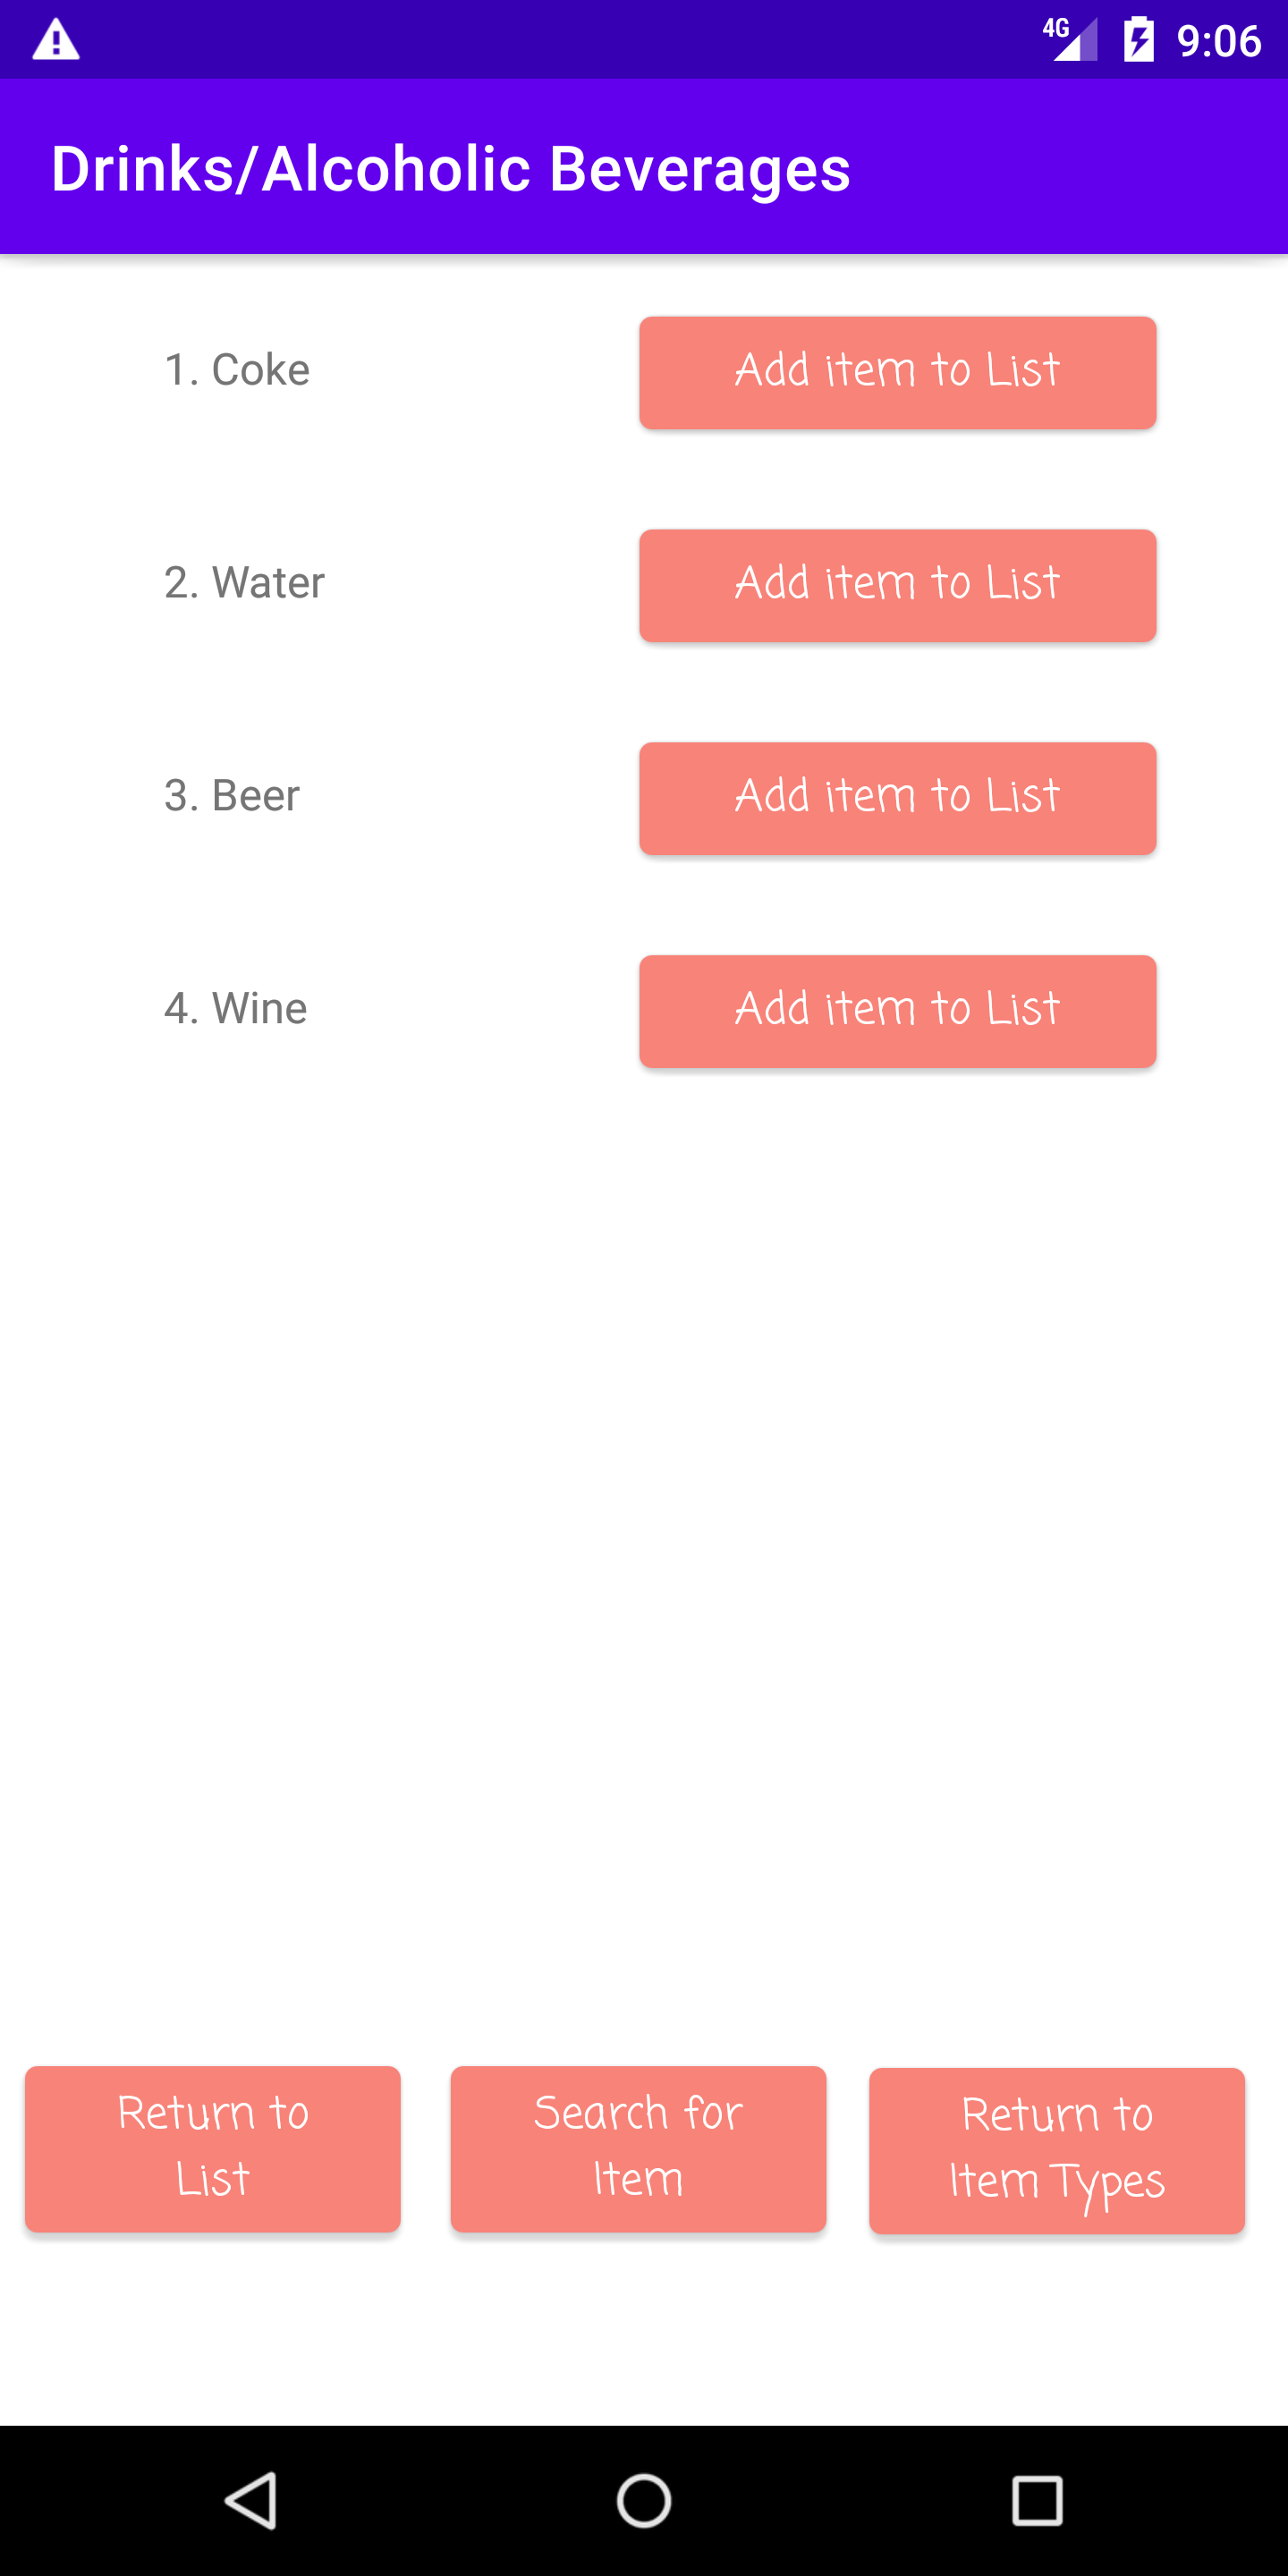 4G 9:06
Drinks/Alcoholic Beverages
1. Coke Add item to List
2. Water Add item to List
3. Beer Add item to List
4. Wine Add item to List
Return to
List
Search for
Item
Return to
Item Types